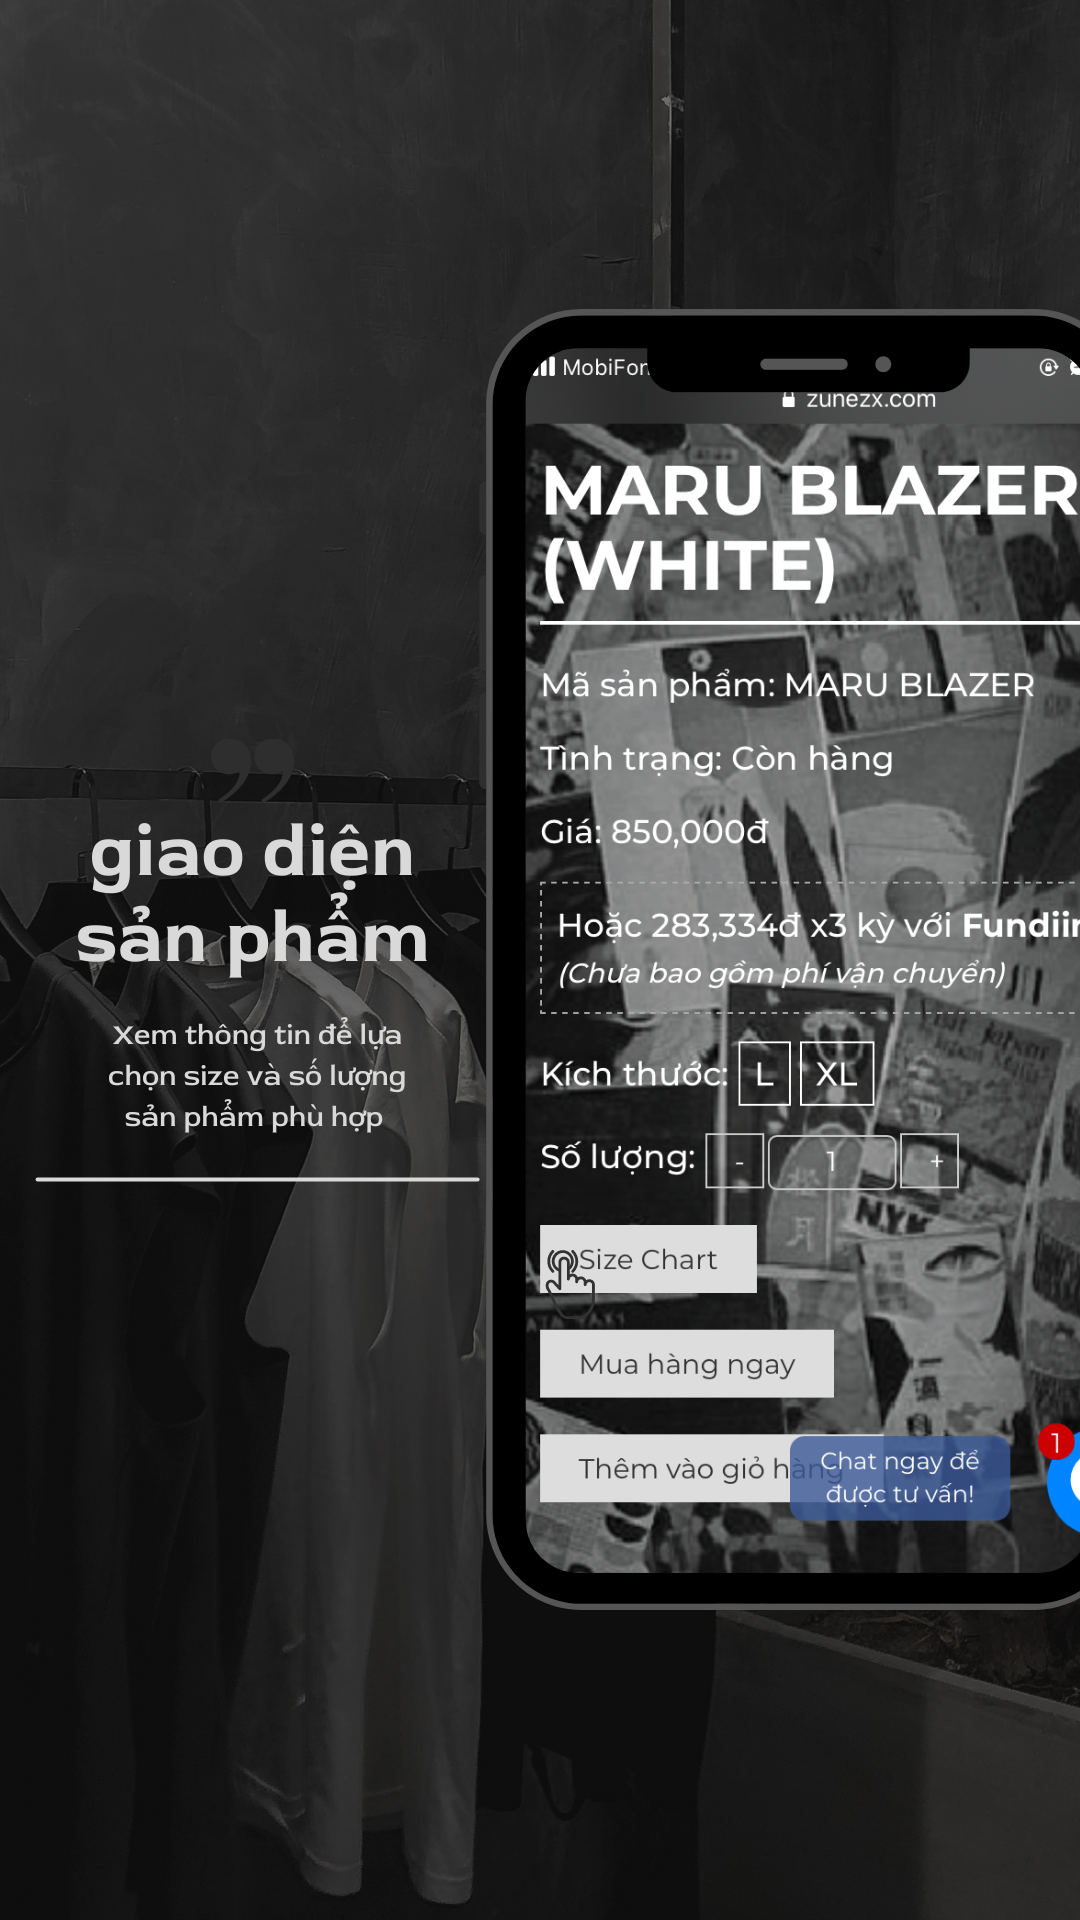 giao diện
sản phẩm
Xem thông tin để lựa
chọn size và số lượng
sản phẩm phù hợp
zunezx.com
MARU BLAZER
(WHITE)
Mã sản phẩm: MARU BLAZER
Tình trạng: Còn hàng
Giá: 850,000đ
Hoặc 283,334đ x3 kỳ với
(Chưa bao gồm phí vận chuyển)
Kích thước: L XL
Số lượng: - 1 +
Size Chart
Mua hàng ngay
Thêm vào giỏ hàng
Chat ngay để
được tư vấn!
1
NYK